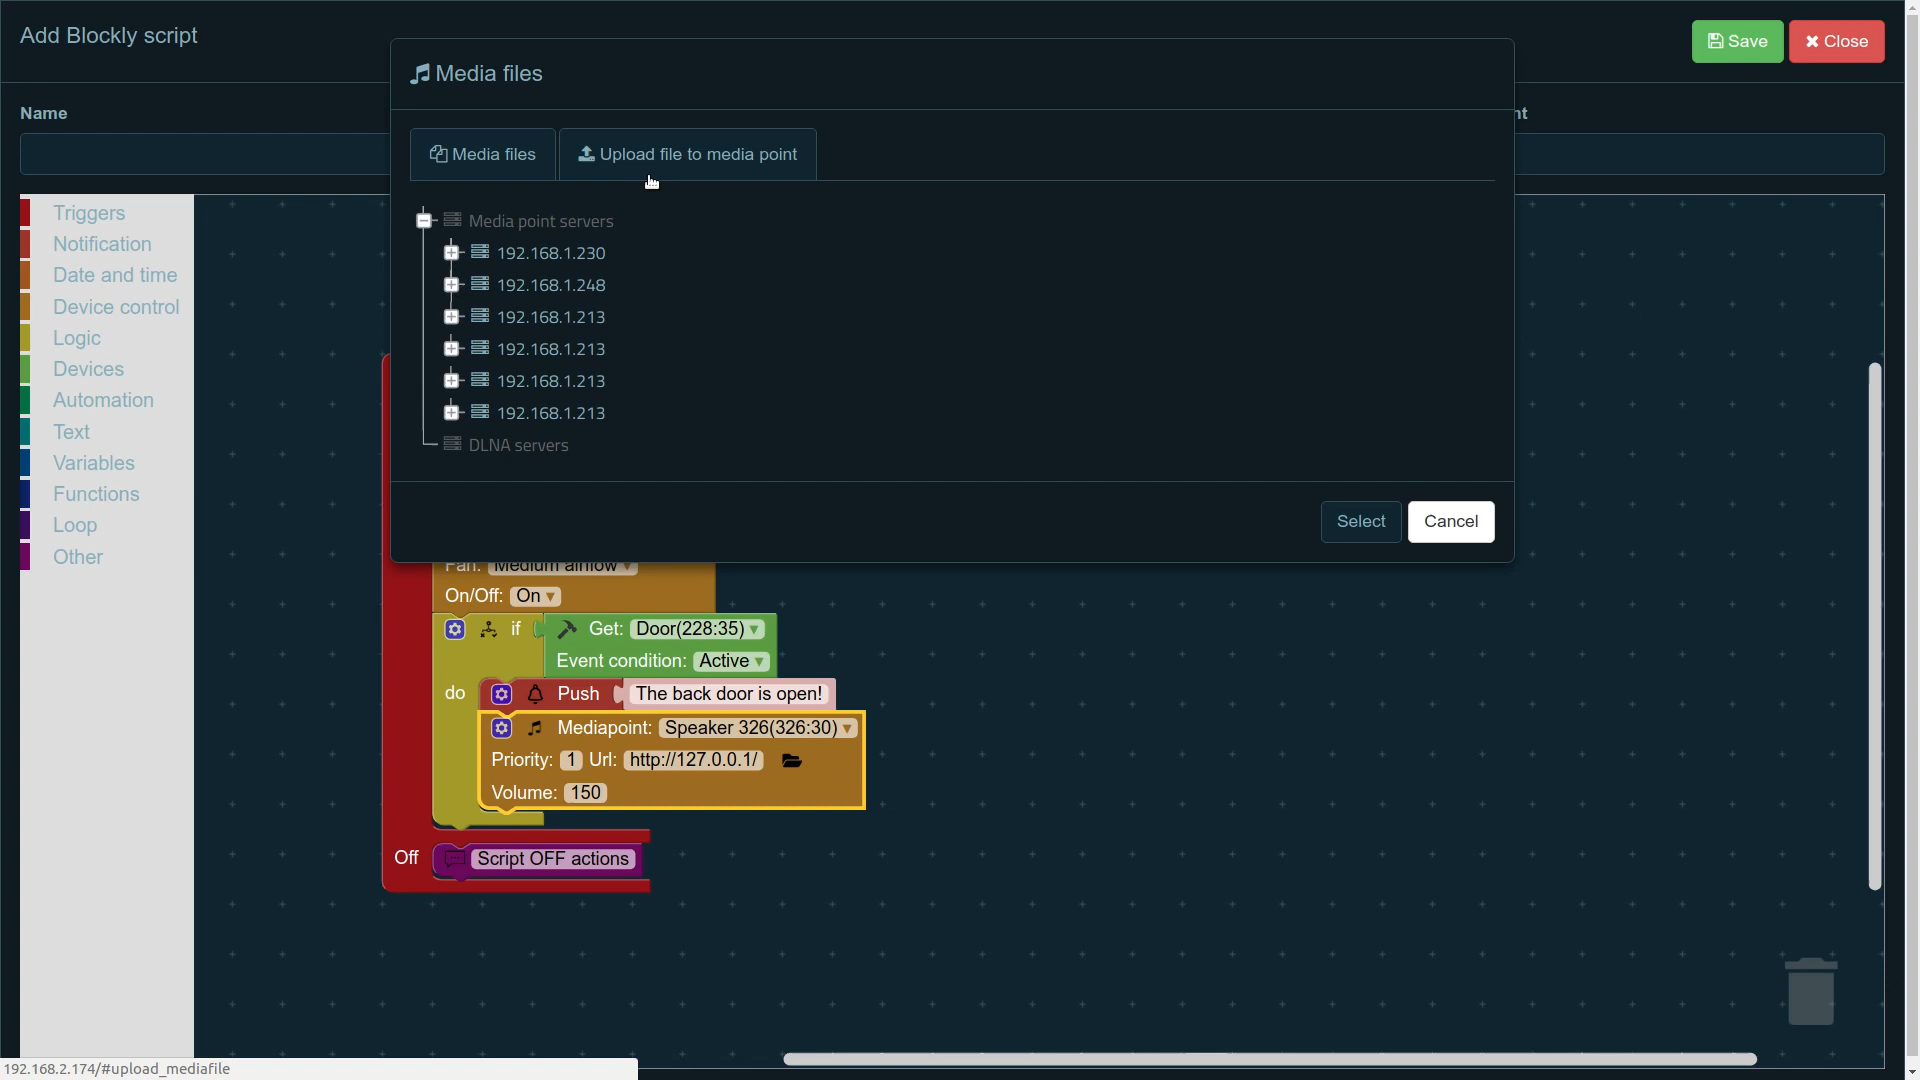 Add Blockly script
Save
Close
Media files
Name
nt
Media files
Upload file to media point
Media point servers
192.168.1.230
192.168.1.248
192.168.1.213
192.168.1.213
192.168.1.213
192.168.1.213
DLNA servers
Select
Cancel
Triggers
Notification
Date and time
Device control
Logic
Devices
Automation
Text
Variables
Functions
Loop
Other
Fan: Medium airflow
On/Off: On
if Get: Door(228:35)
Event condition: Active
do Push The back door is open!
Mediapoint: Speaker 326(326:30)
Priority: 1 Url: http://127.0.0.1/
Volume: 150
Off Script OFF actions
192.168.2.174/#upload_mediafile